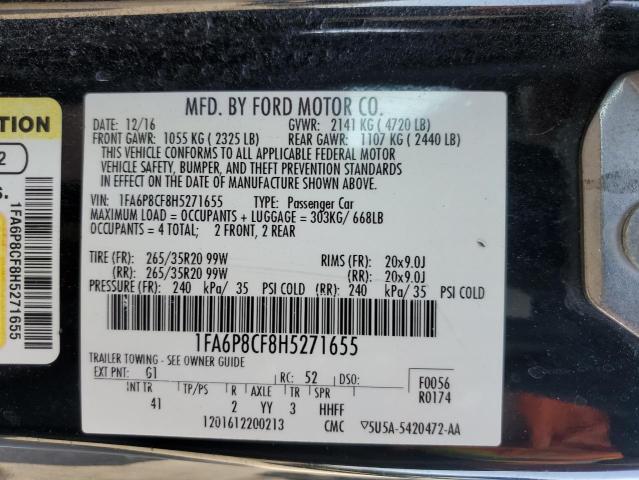 TION
2
s.
1FA6P8CF8H5271655
MFD. BY FORD MOTOR CO.
DATE: 12/16 GVWR: 2141 KG ( 4720 LB)
FRONT GAWR: 1055 KG ( 2325 LB) REAR GAWR: 1107 KG ( 2440 LB)
THIS VEHICLE CONFORMS TO ALL APPLICABLE FEDERAL MOTOR
VEHICLE SAFETY, BUMPER, AND THEFT PREVENTION STANDARDS
IN EFFECT ON THE DATE OF MANUFACTURE SHOWN ABOVE.
VIN: 1FA6P8CF8H5271655 TYPE: Passenger Car
MAXIMUM LOAD = OCCUPANTS + LUGGAGE = 303KG/ 668LB
OCCUPANTS = 4 TOTAL; 2 FRONT, 2 REAR
TIRE (FR): 265/35R20 99W RIMS (FR): 20x9.0J
(RR): 265/35R20 99W (RR): 20x9.0J
PRESSURE (FR): 240 kPa/ 35 PSI COLD (RR): 240 kPa/ 35 PSI COLD
1FA6P8CF8H5271655
TRAILER TOWING - SEE OWNER GUIDE
EXT PNT: G1 RC: 52 DSO: F0056
R0174
INT TR TP/PS R AXLE TR SPR
41 2 YY 3 HHFF
1201612200213 CMC ▽5U5A-5420472-AA